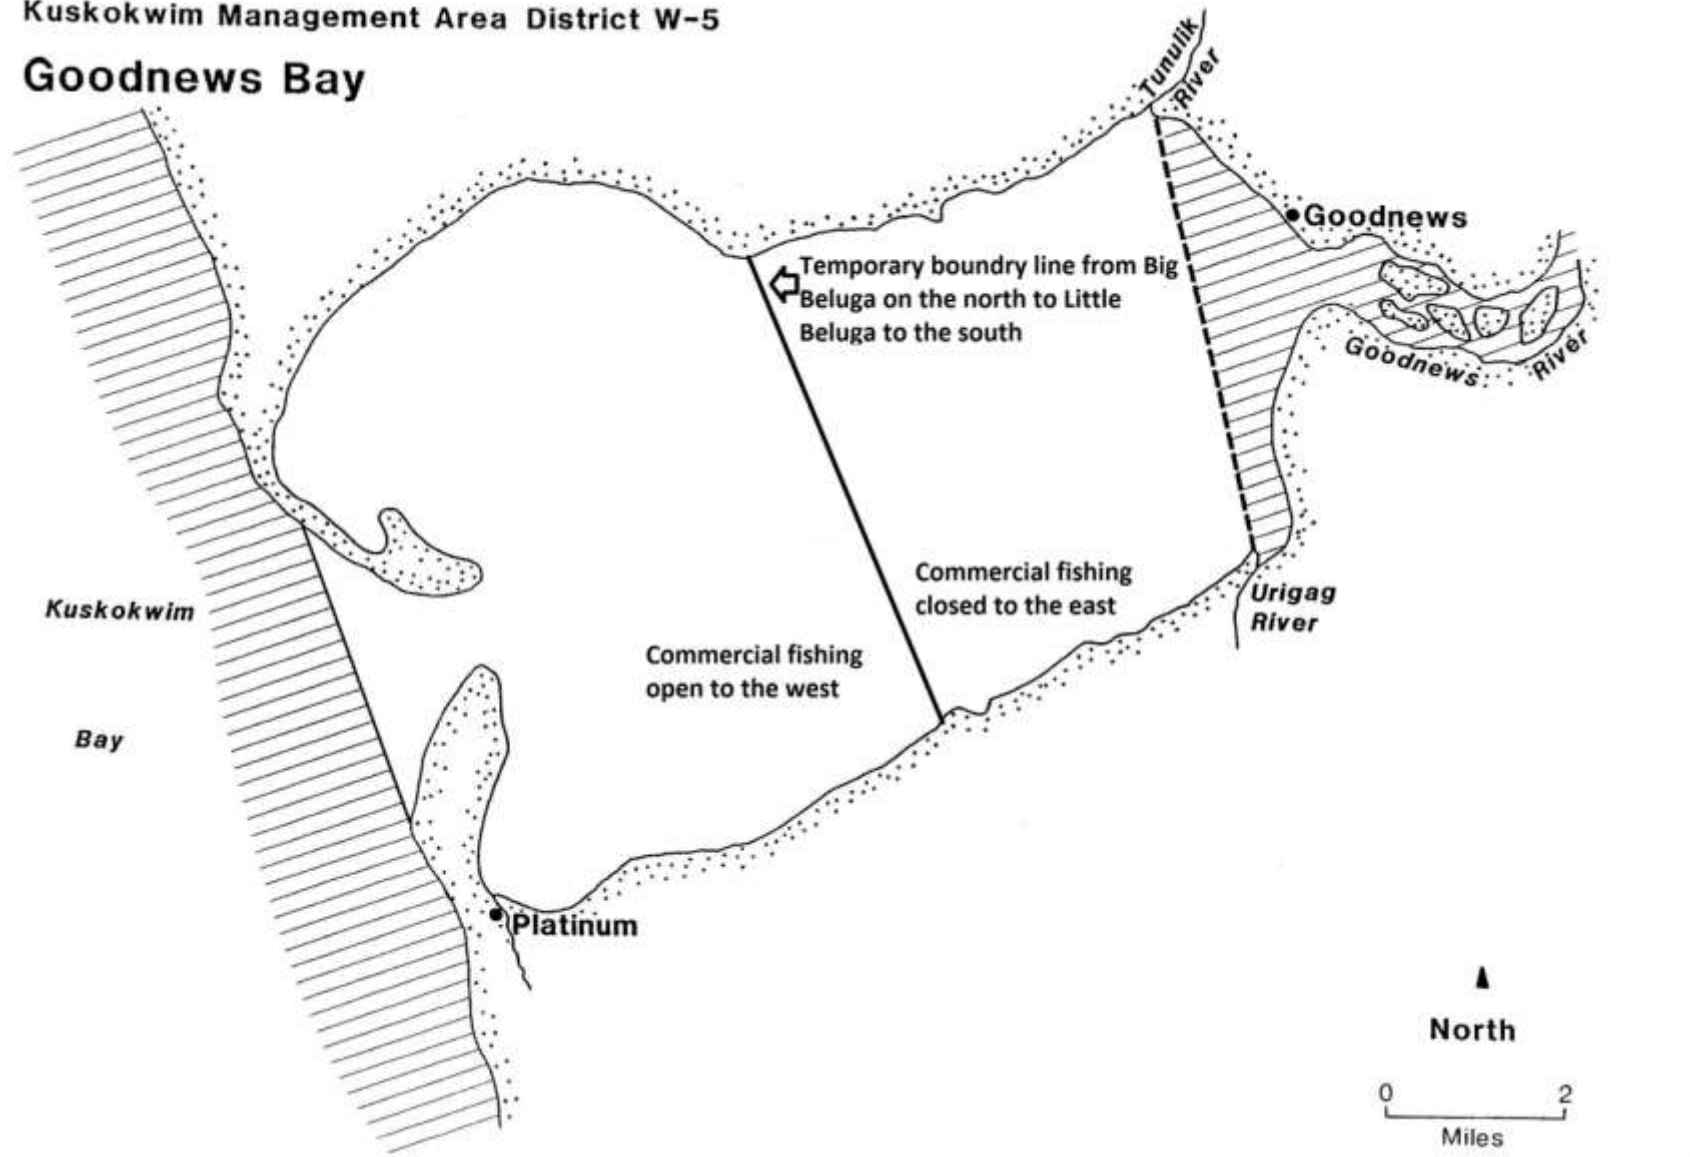 Kuskokwim Management Area District W-5
Goodnews Bay
Tunulik
River
Goodnews
Temporary boundry line from Big
Beluga on the north to Little
Beluga to the south
Goodnews River
Commercial fishing
closed to the east
Urigag
River
Kuskokwim
Bay
Commercial fishing
open to the west
Platinum
North
0 2
Miles